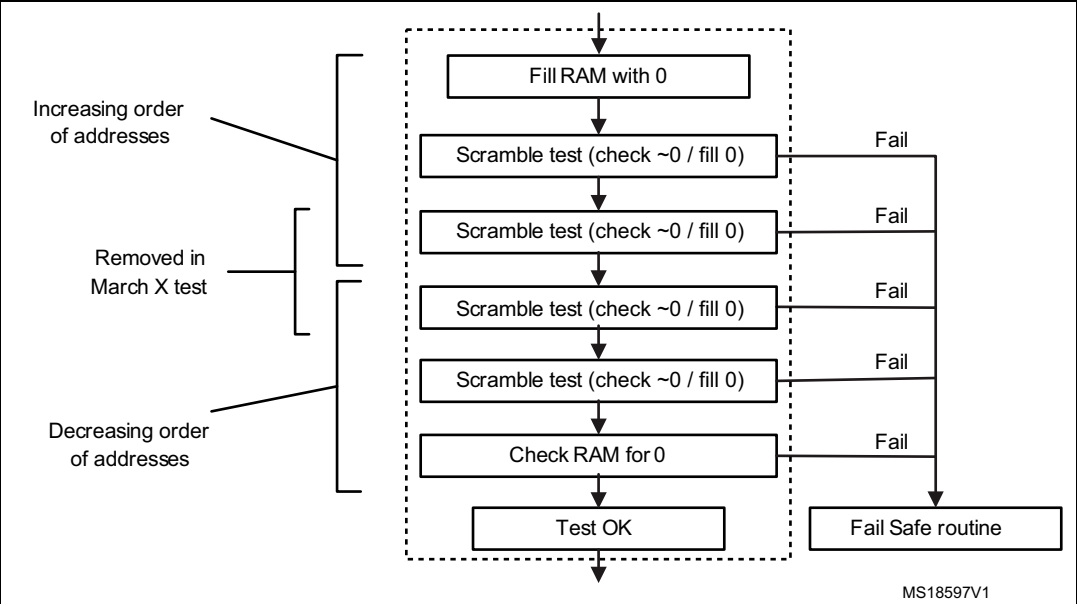 Fill RAM with 0
Increasing order
of addresses
Fail
Scramble test (check ~0 / fill 0)
Fail
Scramble test (check ~0 / fill 0)
Removed in
March X test
Fail
Scramble test (check ~0 / fill 0)
Fail
Scramble test (check ~0 / fill 0)
Decreasing order
of addresses
Fail
Check RAM for 0
Test OK
Fail Safe routine
MS18597V1